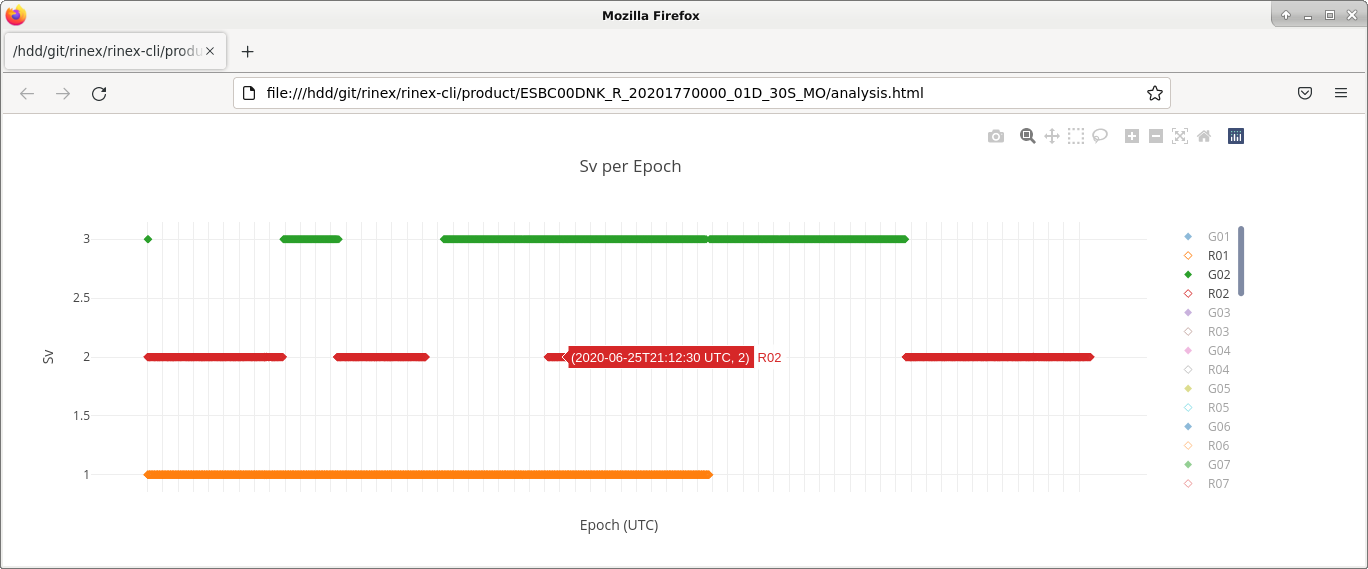 Mozilla Firefox
/hdd/git/rinex/rinex-cli/produ
file:///hdd/git/rinex/rinex-cli/product/ESBC00DNK_R_20201770000_01D_30S_MO/analysis.html
Sv per Epoch
3
2.5
2
1.5
1
Sv
(2020-06-25T21:12:30 UTC, 2) R02
Epoch (UTC)
G01
R01
G02
R02
G03
R03
G04
R04
G05
R05
G06
R06
G07
R07